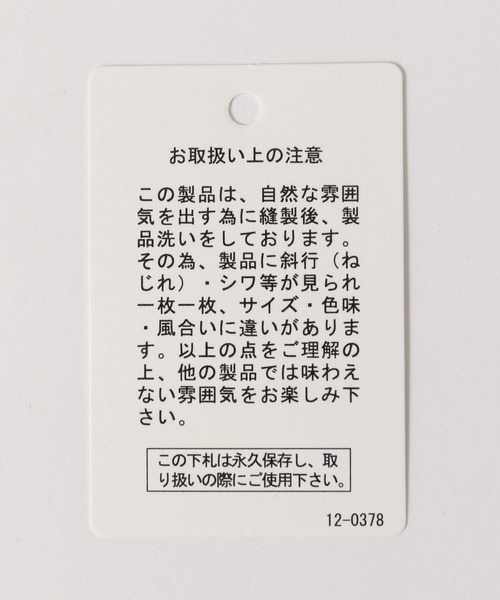 お取扱い上の注意
この製品は、自然な雰囲
気を出す為に縫製後、製
品洗いをしております。
その為、製品に斜行（ね
じれ）・シワ等が見られ
一枚一枚、サイズ・色味
・風合いに違いがありま
す。以上の点をご理解の
上、他の製品では味わえ
ない雰囲気をお楽しみ下
さい。
この下札は永久保存し、取
り扱いの際にご使用下さい。
12-0378